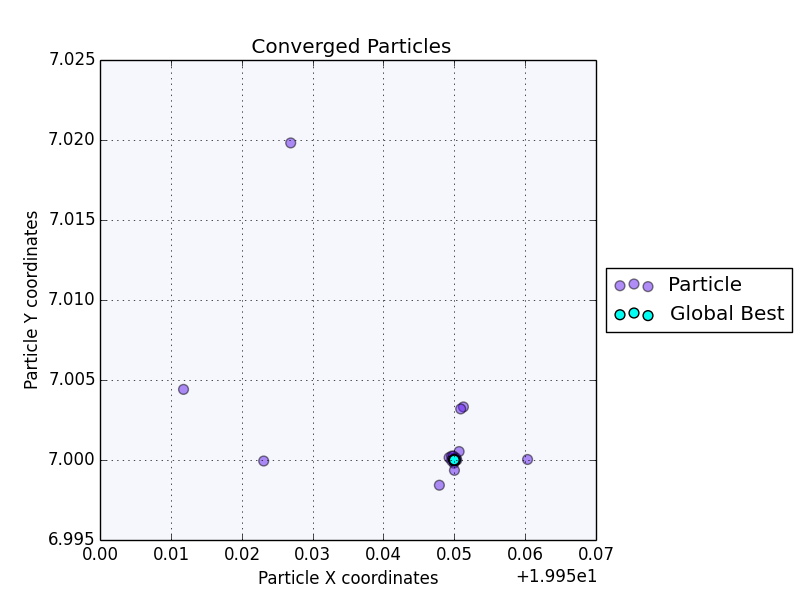 Converged Particles
7.025
7.020
7.015
7.010
7.005
7.000
6.995
Particle Y coordinates
0.00 0.01 0.02 0.03 0.04 0.05 0.06 0.07
+1.995e1
Particle X coordinates
Particle
Global Best